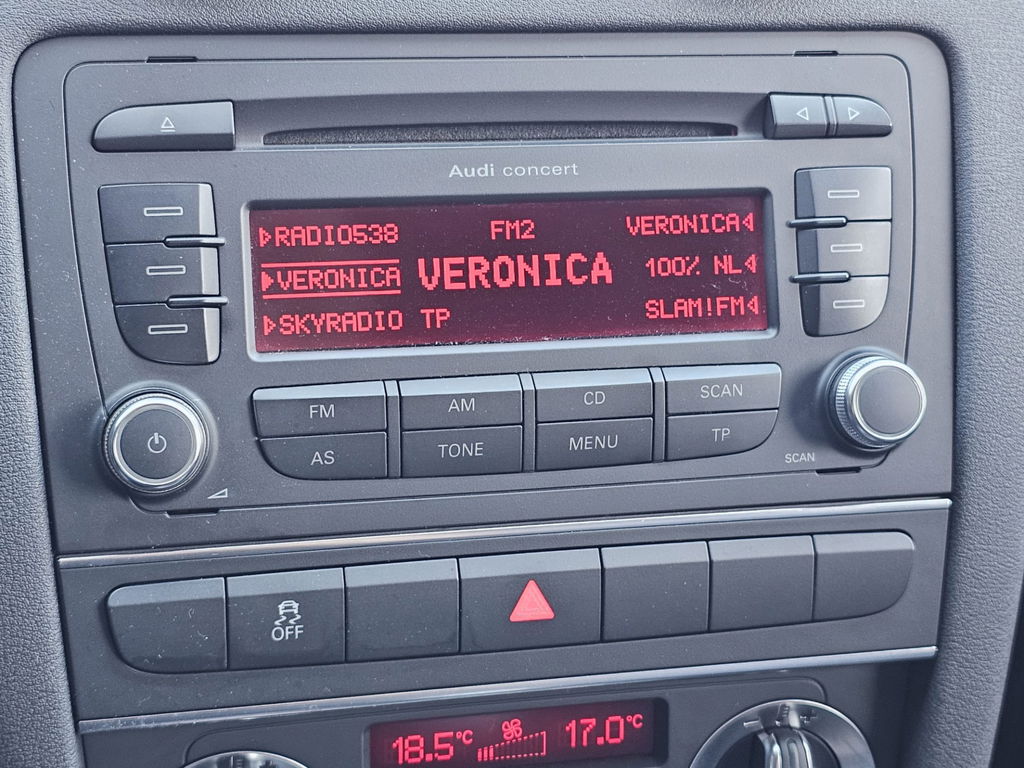 Audi concert
RADIO538 FM2 VERONICA
VERONICA VERONICA 100% NL
SKYRADIO TP SLAM!FM
FM AM CD SCAN
AS TONE MENU TP
SCAN
OFF
18.5°C 17.0°C